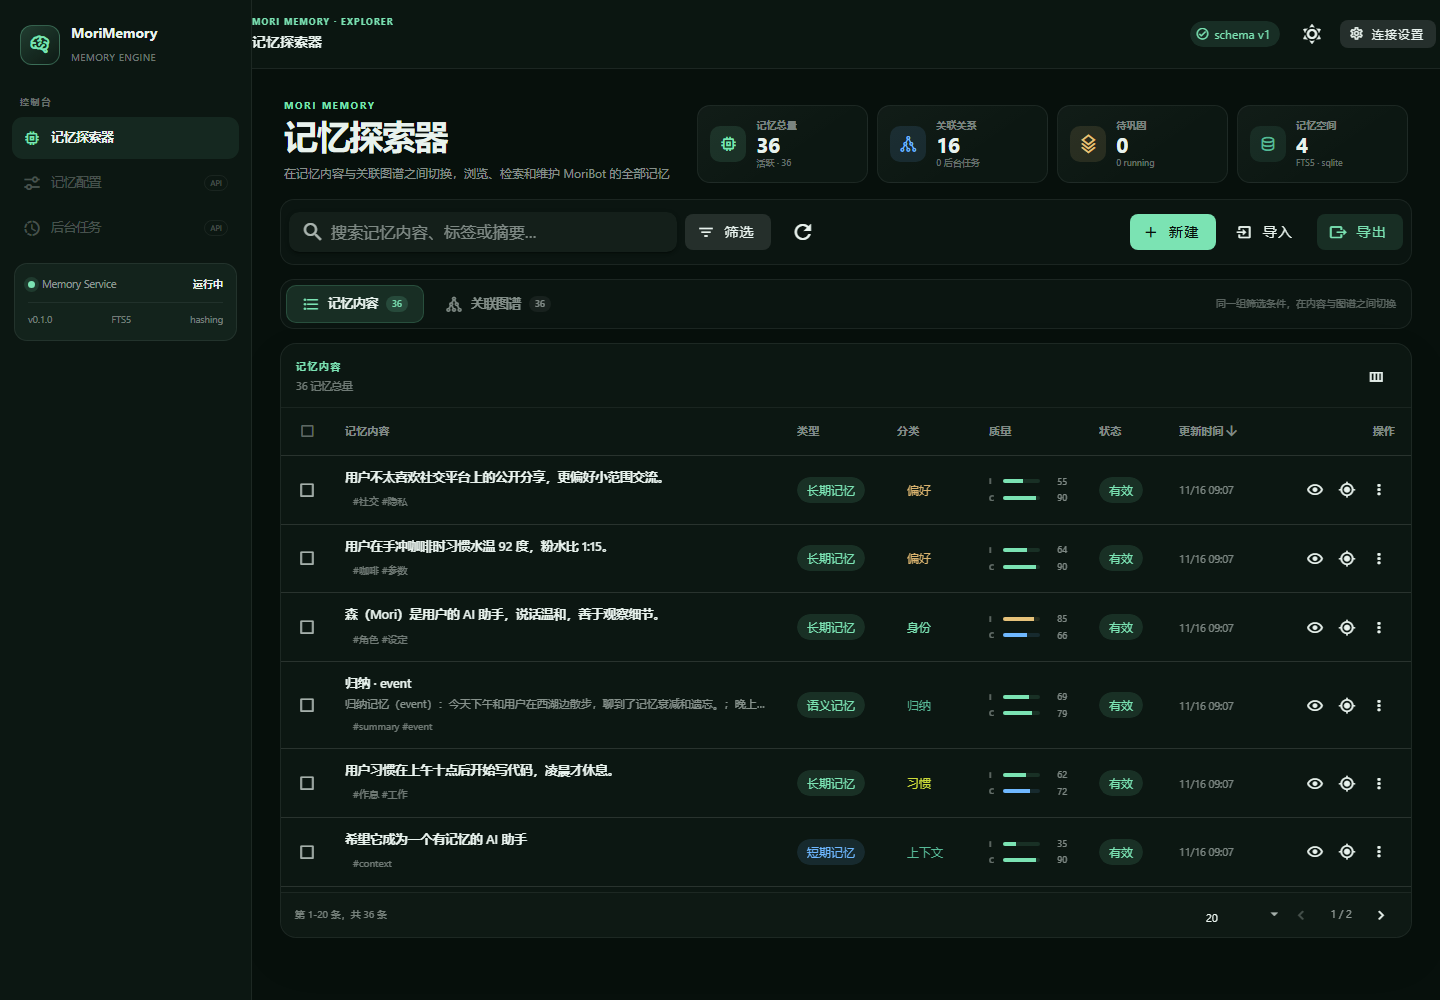 MoriMemory
MEMORY ENGINE
控制台
记忆探索器
记忆配置 API
后台任务 API
Memory Service 运行中
v0.1.0 FTS5 hashing
MORI MEMORY · EXPLORER
记忆探索器
schema v1
连接设置
MORI MEMORY
记忆探索器
在记忆内容与关联图谱之间切换，浏览、检索和维护 MoriBot 的全部记忆
记忆总量
36
活跃 · 36
关联关系
16
0 后台任务
待巩固
0
0 running
记忆空间
4
FTS5 · sqlite
搜索记忆内容、标签或摘要...
筛选
新建
导入
导出
记忆内容 36
关联图谱 36
同一组筛选条件，在内容与图谱之间切换
记忆内容
36 记忆总量
记忆内容 类型 分类 质量 状态 更新时间 操作
用户不太喜欢社交平台上的公开分享，更偏好小范围交流。
#社交 #隐私
长期记忆 偏好 I 55 C 90 有效 11/16 09:07
用户在手冲咖啡时习惯水温 92 度，粉水比 1:15。
#咖啡 #参数
长期记忆 偏好 I 64 C 90 有效 11/16 09:07
森（Mori）是用户的 AI 助手，说话温和，善于观察细节。
#角色 #设定
长期记忆 身份 I 85 C 66 有效 11/16 09:07
归纳 · event
归纳记忆（event）：今天下午和用户在西湖边散步，聊到了记忆衰减和遗忘。；晚上...
#summary #event
语义记忆 归纳 I 69 C 79 有效 11/16 09:07
用户习惯在上午十点后开始写代码，凌晨才休息。
#作息 #工作
长期记忆 习惯 I 62 C 72 有效 11/16 09:07
希望它成为一个有记忆的 AI 助手
#context
短期记忆 上下文 I 35 C 90 有效 11/16 09:07
第 1-20 条，共 36 条
20
1 / 2